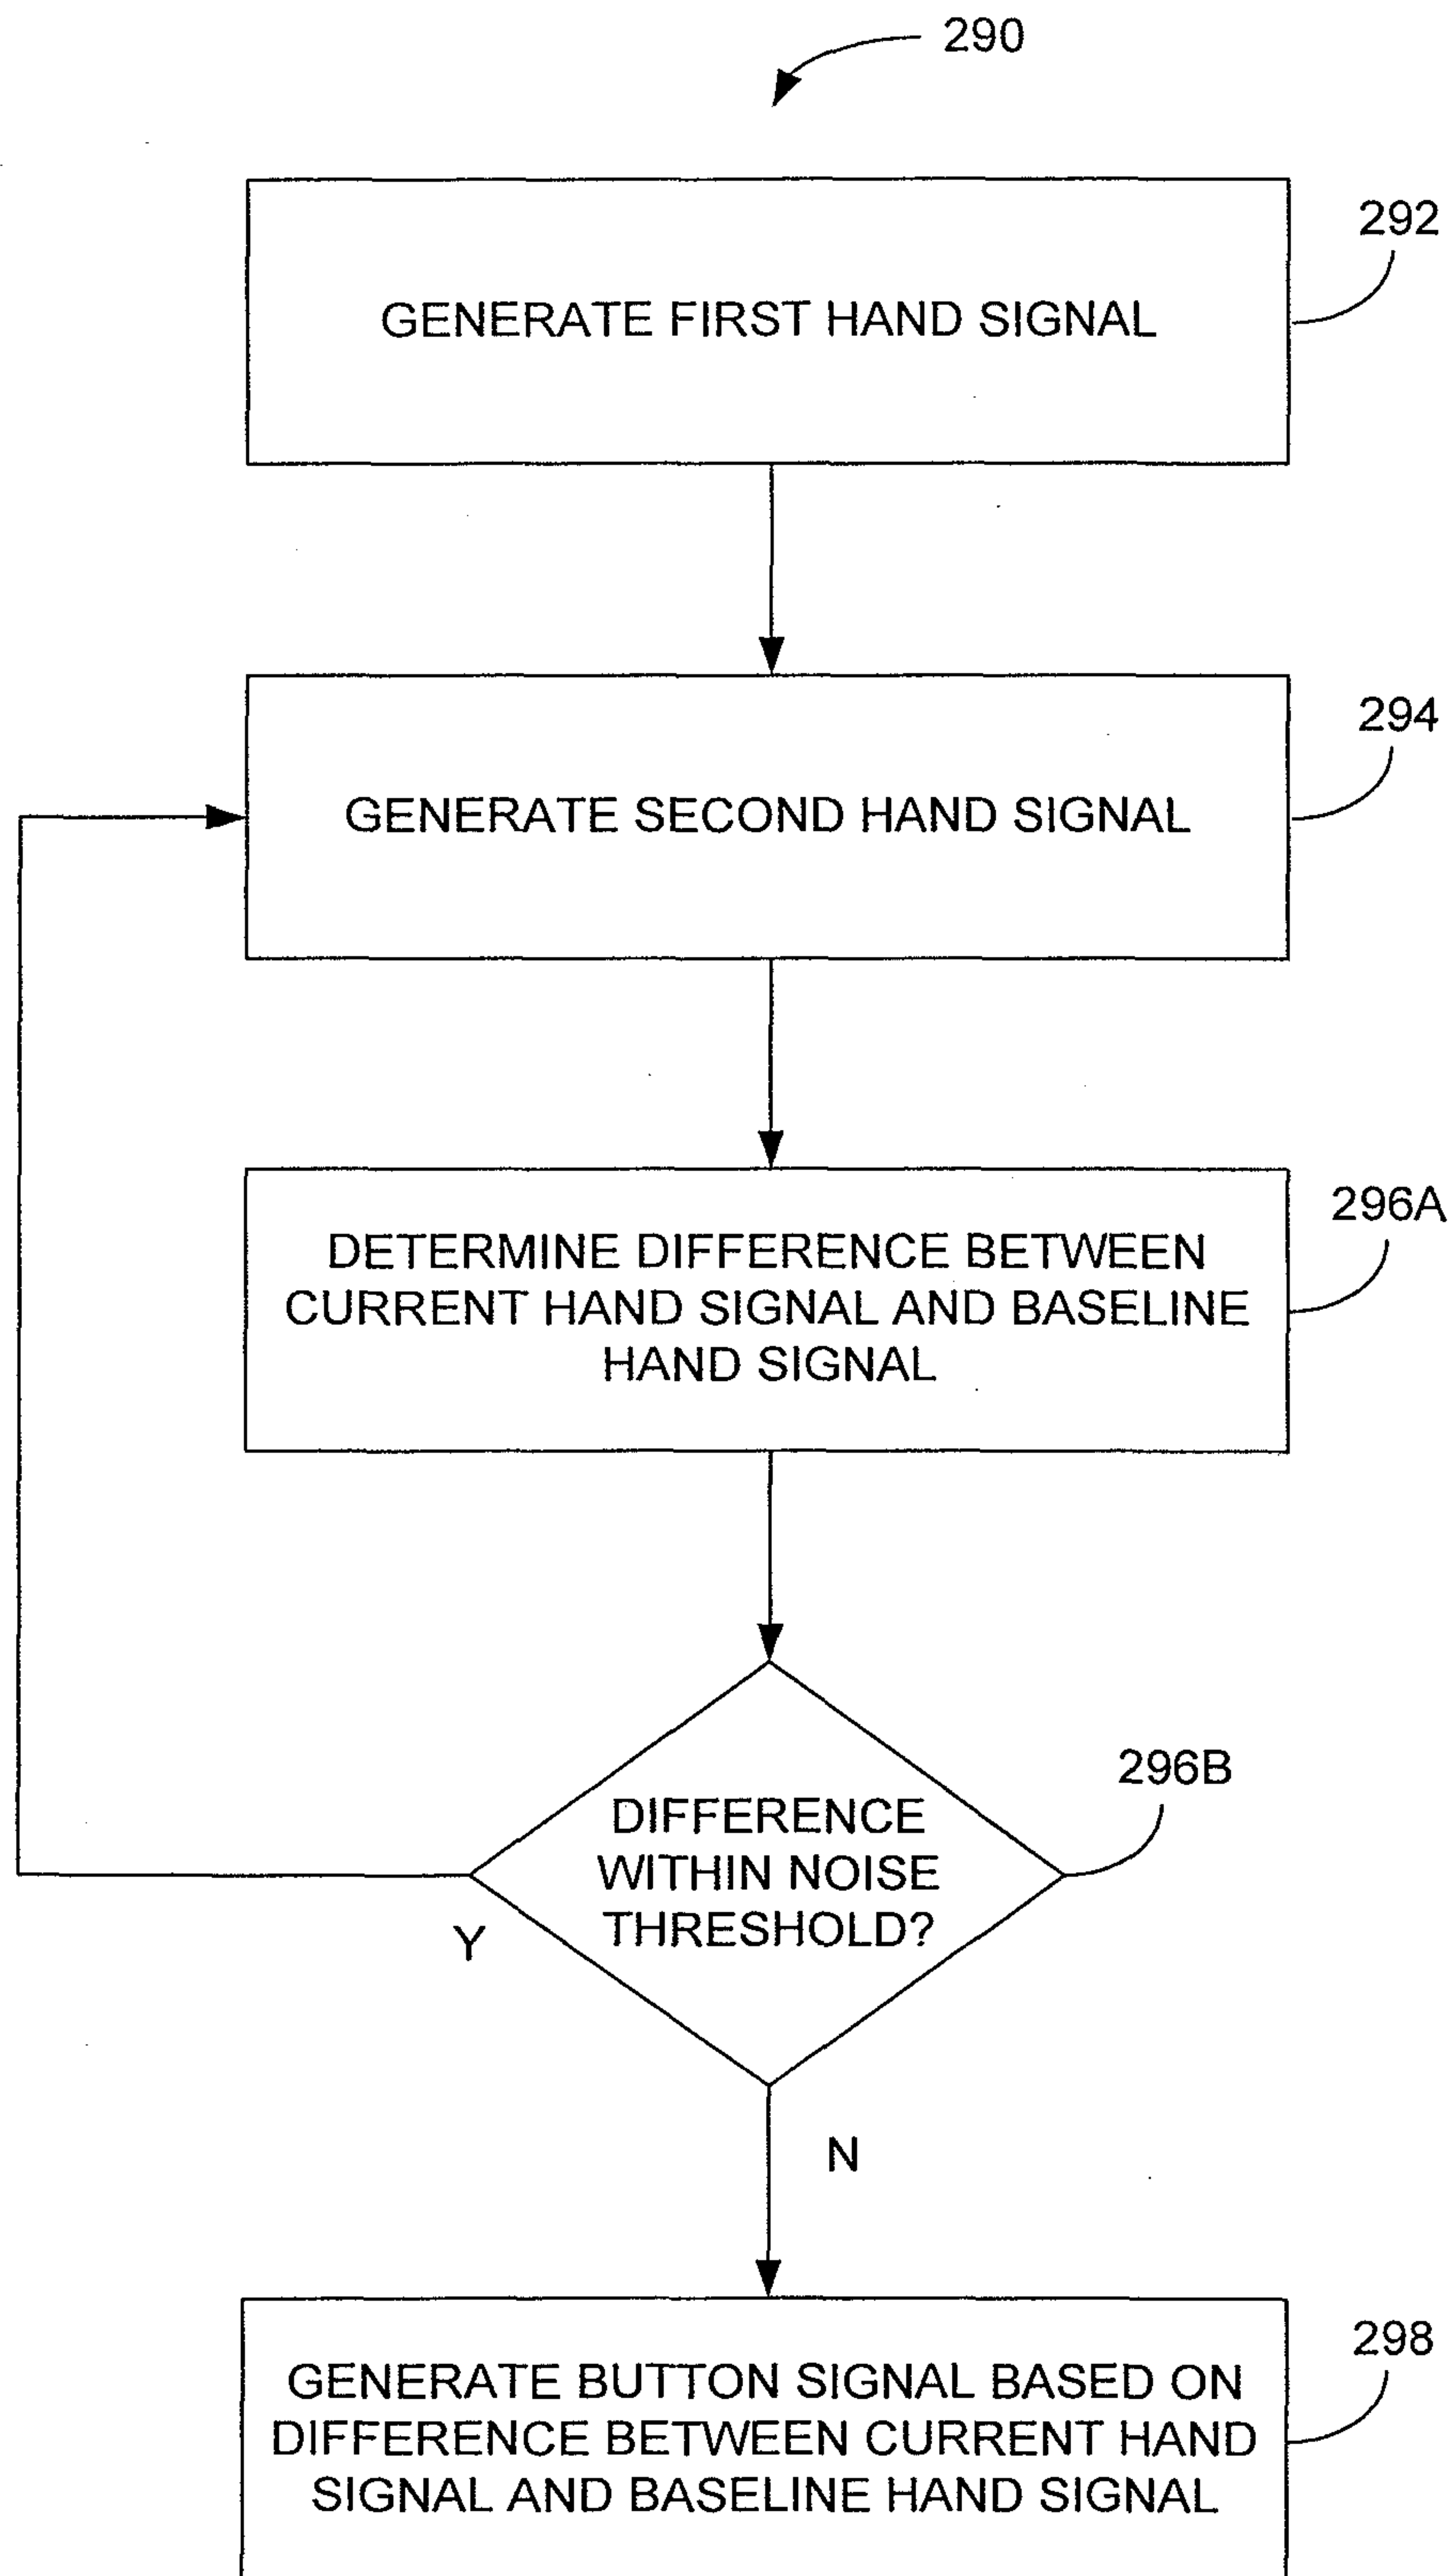 290
292
GENERATE FIRST HAND SIGNAL
294
GENERATE SECOND HAND SIGNAL
296A
DETERMINE DIFFERENCE BETWEEN
CURRENT HAND SIGNAL AND BASELINE
HAND SIGNAL
296B
DIFFERENCE
WITHIN NOISE
THRESHOLD?
Y
N
298
GENERATE BUTTON SIGNAL BASED ON
DIFFERENCE BETWEEN CURRENT HAND
SIGNAL AND BASELINE HAND SIGNAL